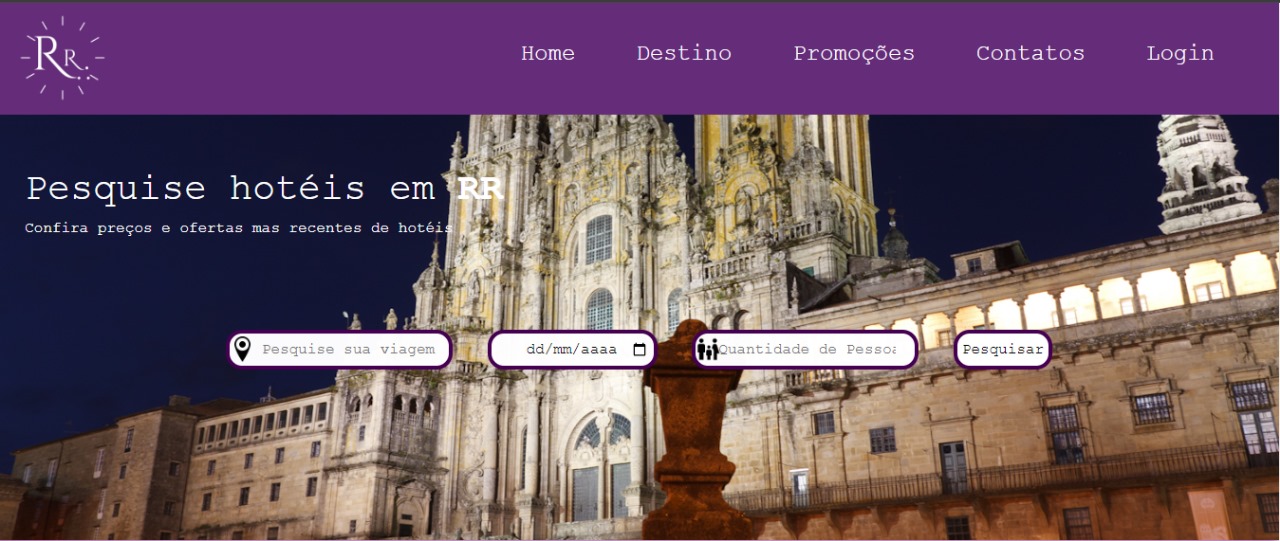 RR
Home Destino Promoções Contatos Login
Pesquise hotéis em RR
Confira preços e ofertas mas recentes de hotéis
Pesquise sua viagem dd/mm/aaaa Quantidade de Pessoa Pesquisar